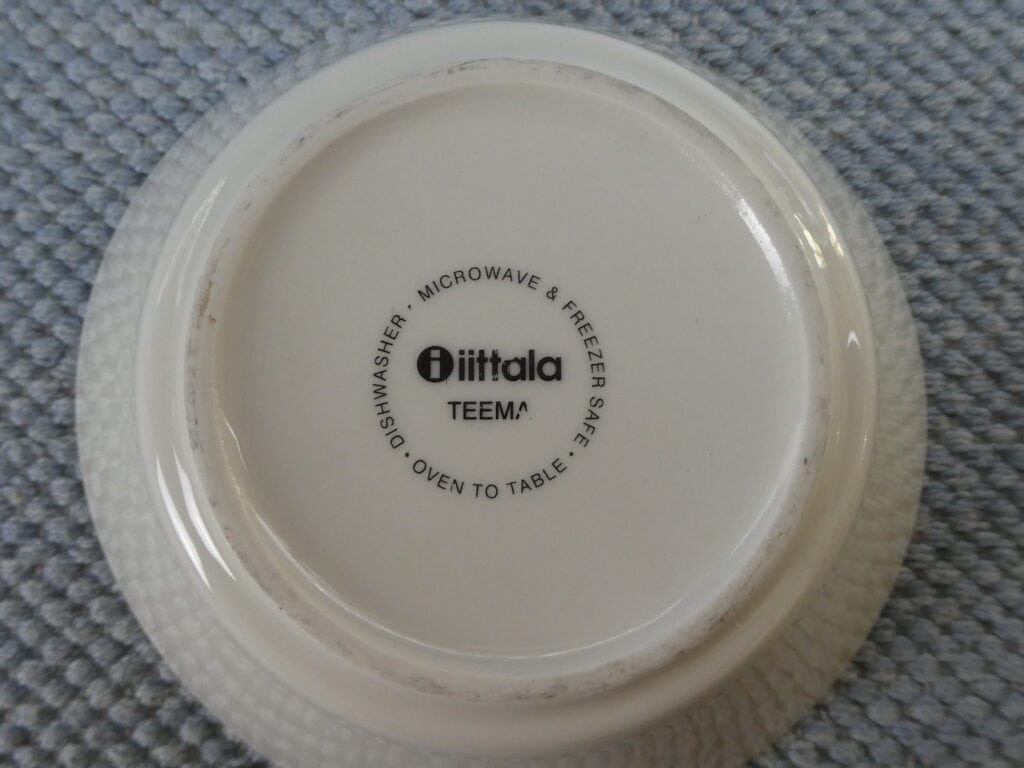 DISHWASHER · MICROWAVE & FREEZER SAFE · OVEN TO TABLE ·
i iittala
TEEMA